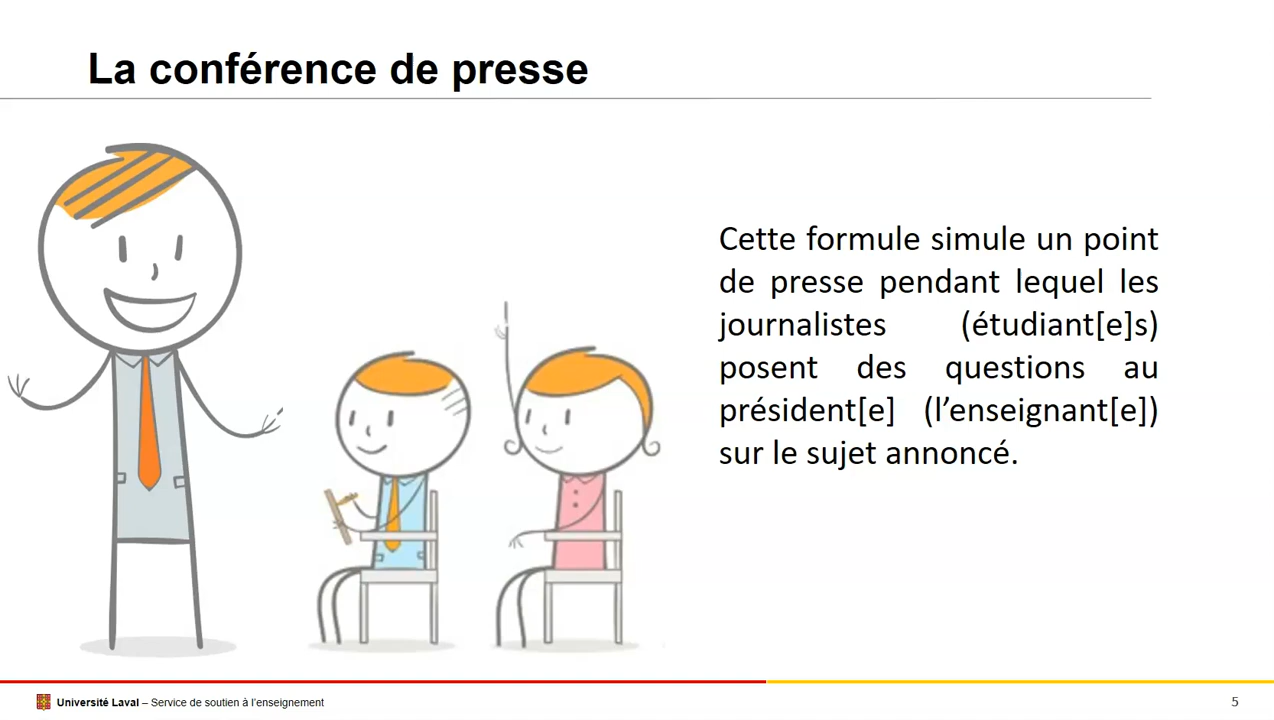 La conférence de presse
Cette formule simule un point
de presse pendant lequel les
journalistes (étudiant[e]s)
posent des questions au
président[e] (l’enseignant[e])
sur le sujet annoncé.
Université Laval – Service de soutien à l’enseignement
5